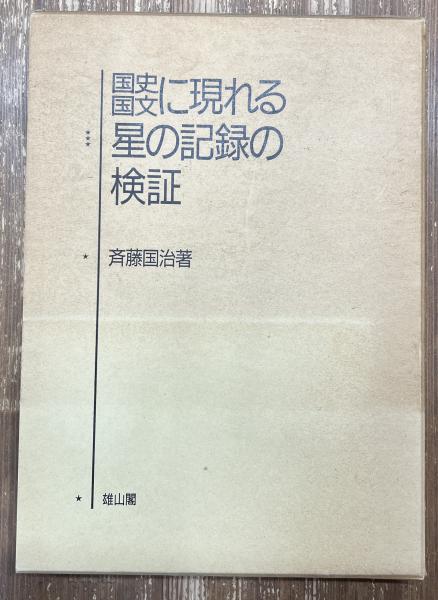 国史
国文に現れる
星の記録の
検証
斉藤国治著
雄山閣